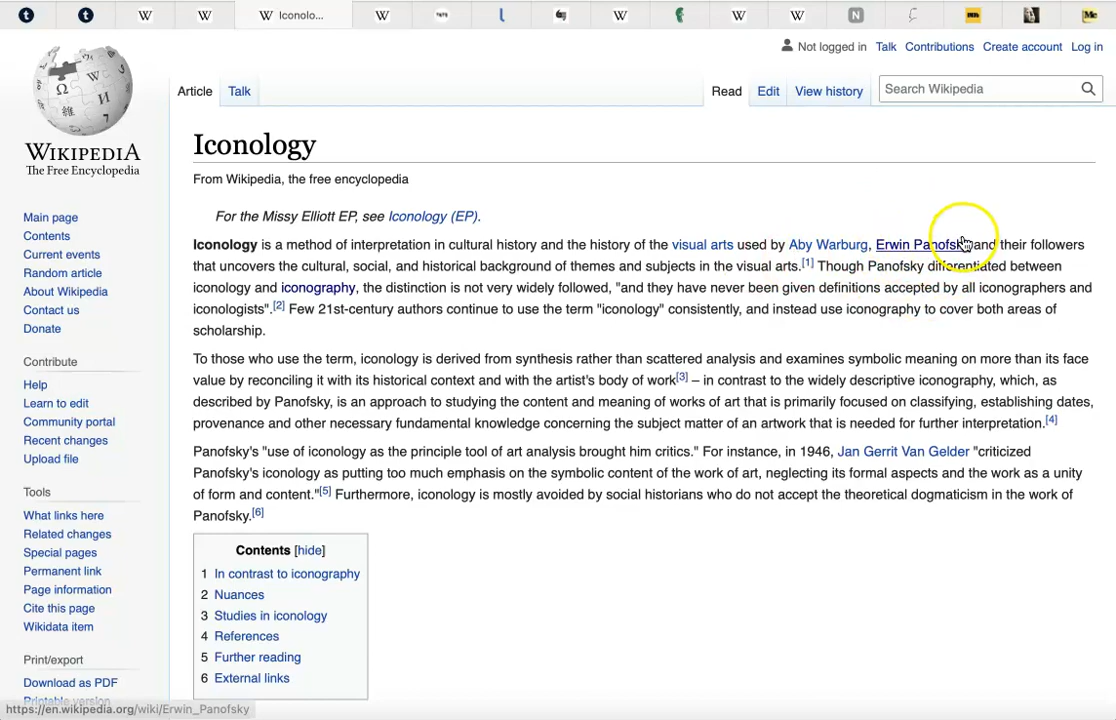 Iconolo...
Not logged in Talk Contributions Create account Log in
Article Talk Read Edit View history Search Wikipedia
WIKIPEDIA
The Free Encyclopedia
Main page
Contents
Current events
Random article
About Wikipedia
Contact us
Donate
Contribute
Help
Learn to edit
Community portal
Recent changes
Upload file
Tools
What links here
Related changes
Special pages
Permanent link
Page information
Cite this page
Wikidata item
Print/export
Download as PDF
Printable version
Iconology
From Wikipedia, the free encyclopedia
For the Missy Elliott EP, see Iconology (EP).
Iconology is a method of interpretation in cultural history and the history of the visual arts used by Aby Warburg, Erwin Panofsky and their followers
that uncovers the cultural, social, and historical background of themes and subjects in the visual arts.[1] Though Panofsky differentiated between
iconology and iconography, the distinction is not very widely followed, "and they have never been given definitions accepted by all iconographers and
iconologists".[2] Few 21st-century authors continue to use the term "iconology" consistently, and instead use iconography to cover both areas of
scholarship.
To those who use the term, iconology is derived from synthesis rather than scattered analysis and examines symbolic meaning on more than its face
value by reconciling it with its historical context and with the artist's body of work[3] – in contrast to the widely descriptive iconography, which, as
described by Panofsky, is an approach to studying the content and meaning of works of art that is primarily focused on classifying, establishing dates,
provenance and other necessary fundamental knowledge concerning the subject matter of an artwork that is needed for further interpretation.[4]
Panofsky's "use of iconology as the principle tool of art analysis brought him critics." For instance, in 1946, Jan Gerrit Van Gelder "criticized
Panofsky's iconology as putting too much emphasis on the symbolic content of the work of art, neglecting its formal aspects and the work as a unity
of form and content."[5] Furthermore, iconology is mostly avoided by social historians who do not accept the theoretical dogmaticism in the work of
Panofsky.[6]
Contents [hide]
1 In contrast to iconography
2 Nuances
3 Studies in iconology
4 References
5 Further reading
6 External links
https://en.wikipedia.org/wiki/Erwin_Panofsky